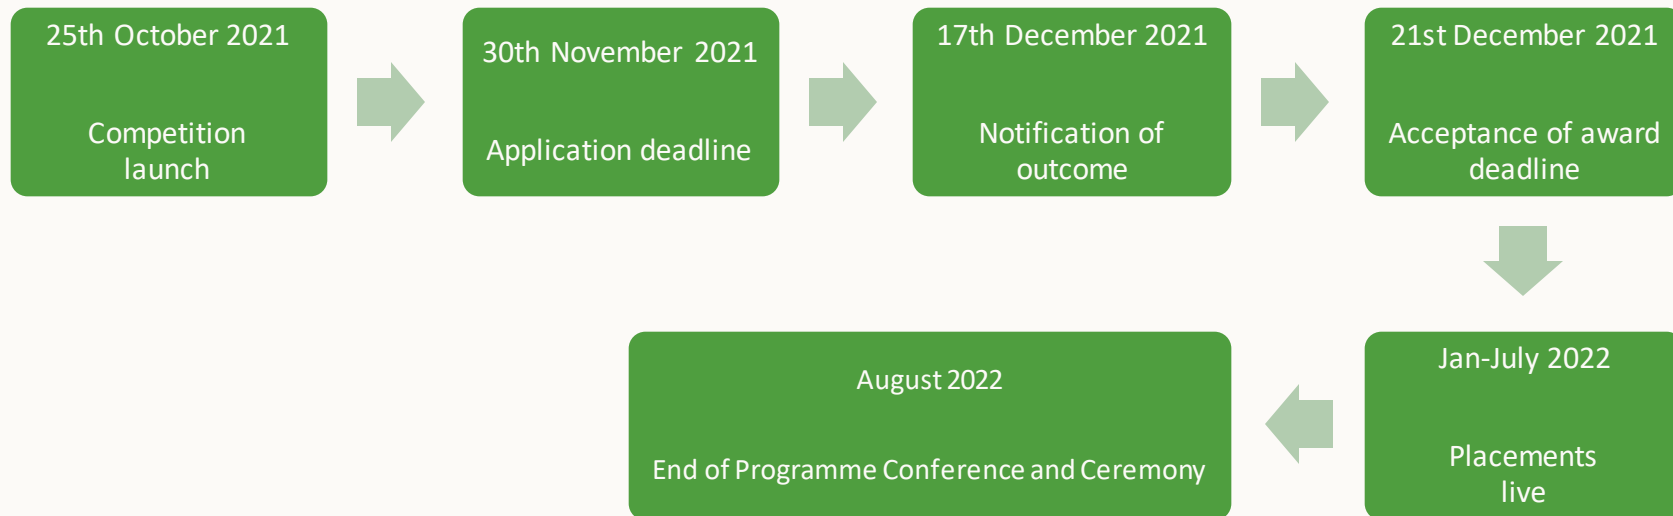 25th October 2021
Competition
launch
30th November 2021
Application deadline
17th December 2021
Notification of
outcome
21st December 2021
Acceptance of award
deadline
Jan-July 2022
Placements
live
August 2022
End of Programme Conference and Ceremony